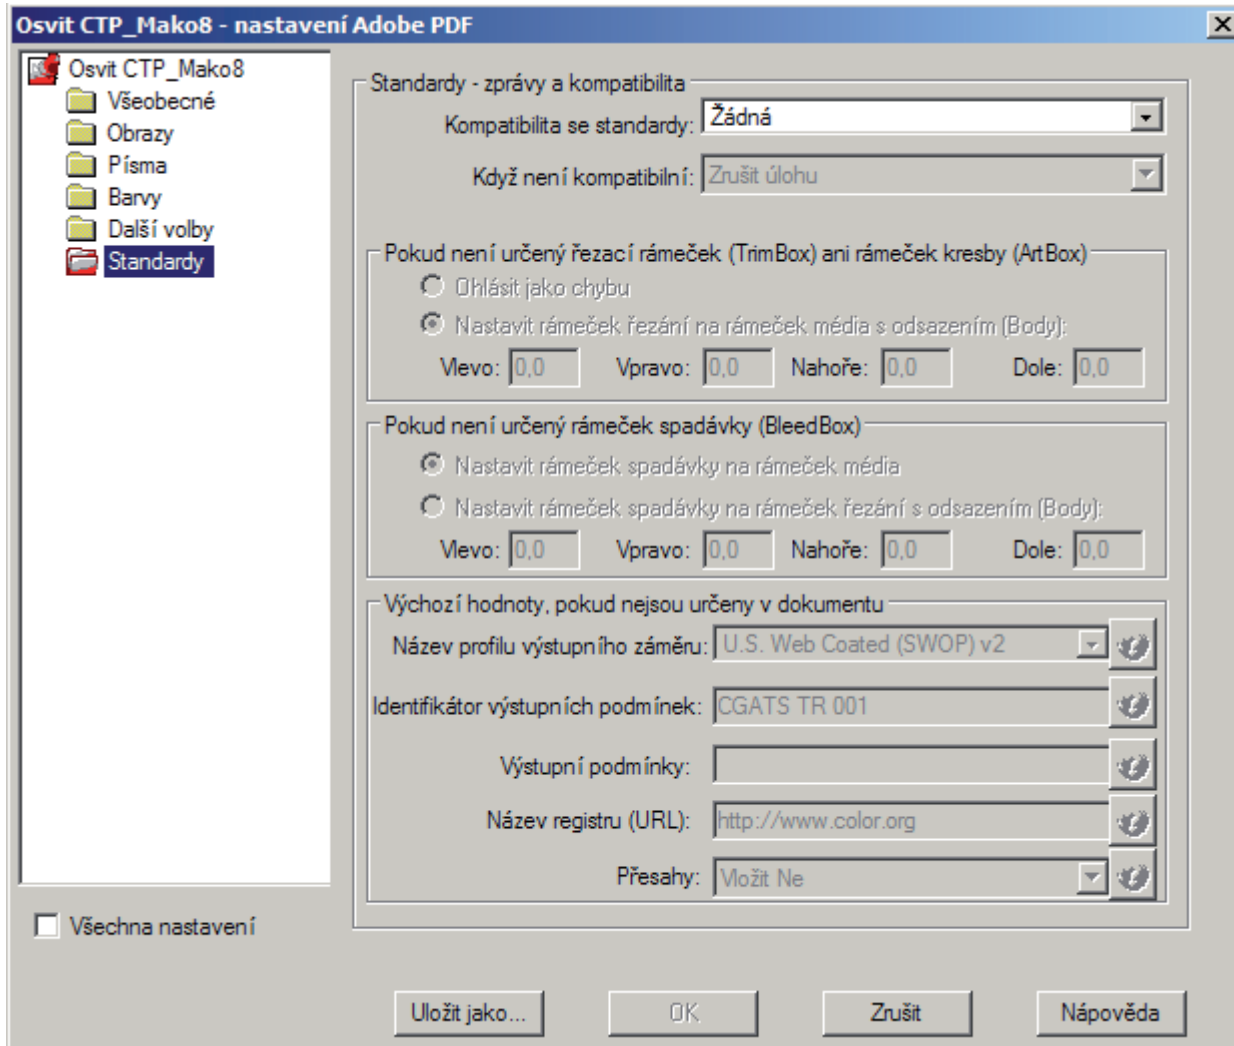 Osvit CTP_Mako8 - nastavení Adobe PDF
Osvit CTP_Mako8
Všeobecné
Obrazy
Písma
Barvy
Další volby
Standardy
Všechna nastavení
Standardy - zprávy a kompatibilita
Kompatibilita se standardy: Žádná
Když není kompatibilní: Zrušit úlohu
Pokud není určený řezací rámeček (TrimBox) ani rámeček kresby (ArtBox)
Ohlásit jako chybu
Nastavit rámeček řezání na rámeček média s odsazením (Body):
Vlevo: 0,0 Vpravo: 0,0 Nahoře: 0,0 Dole: 0,0
Pokud není určený rámeček spadávky (BleedBox)
Nastavit rámeček spadávky na rámeček média
Nastavit rámeček spadávky na rámeček řezání s odsazením (Body):
Vlevo: 0,0 Vpravo: 0,0 Nahoře: 0,0 Dole: 0,0
Výchozí hodnoty, pokud nejsou určeny v dokumentu
Název profilu výstupního záměru: U.S. Web Coated (SWOP) v2
Identifikátor výstupních podmínek: CGATS TR 001
Výstupní podmínky:
Název registru (URL): http://www.color.org
Přesahy: Vložit Ne
Uložit jako... OK Zrušit Nápověda